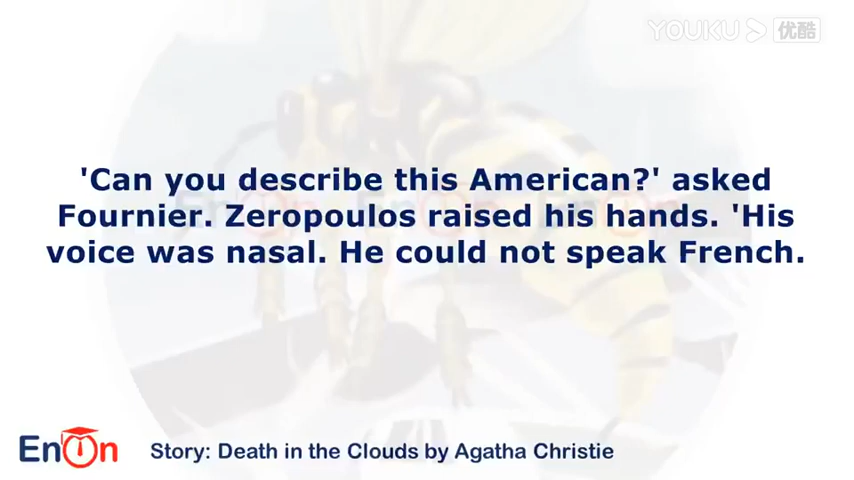 YOUKU 优酷
'Can you describe this American?' asked
Fournier. Zeropoulos raised his hands. 'His
voice was nasal. He could not speak French.
EnOn
Story: Death in the Clouds by Agatha Christie